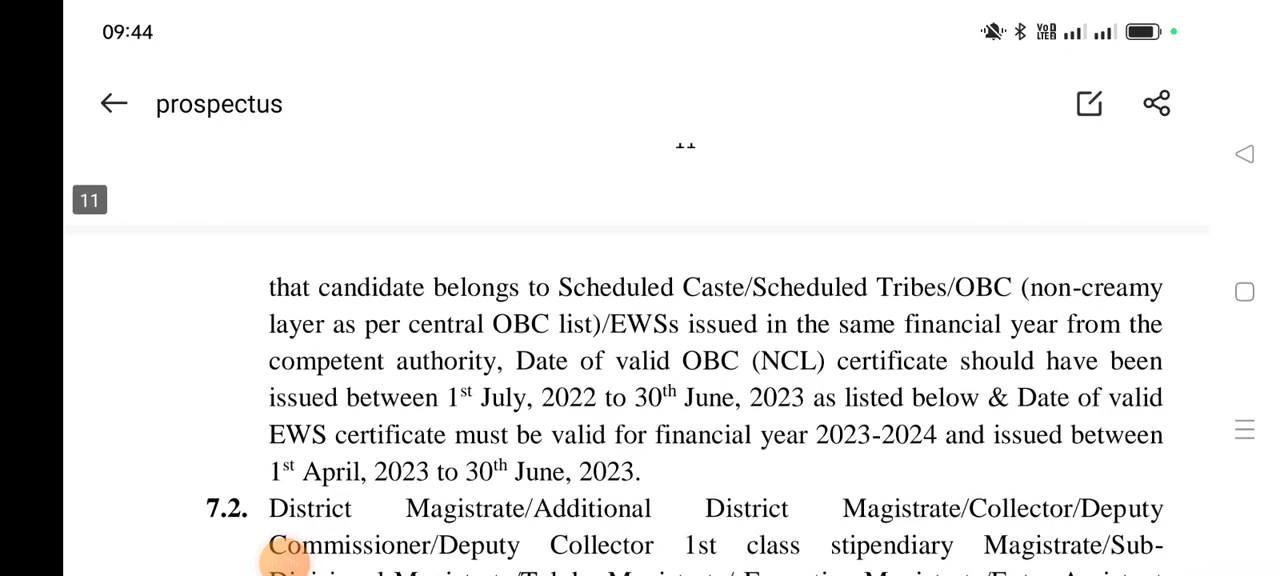 09:44
VoD LTED
prospectus
11
11
that candidate belongs to Scheduled Caste/Scheduled Tribes/OBC (non-creamy
layer as per central OBC list)/EWSs issued in the same financial year from the
competent authority, Date of valid OBC (NCL) certificate should have been
issued between 1st July, 2022 to 30th June, 2023 as listed below & Date of valid
EWS certificate must be valid for financial year 2023-2024 and issued between
1st April, 2023 to 30th June, 2023.
7.2. District Magistrate/Additional District Magistrate/Collector/Deputy
Commissioner/Deputy Collector 1st class stipendiary Magistrate/Sub-